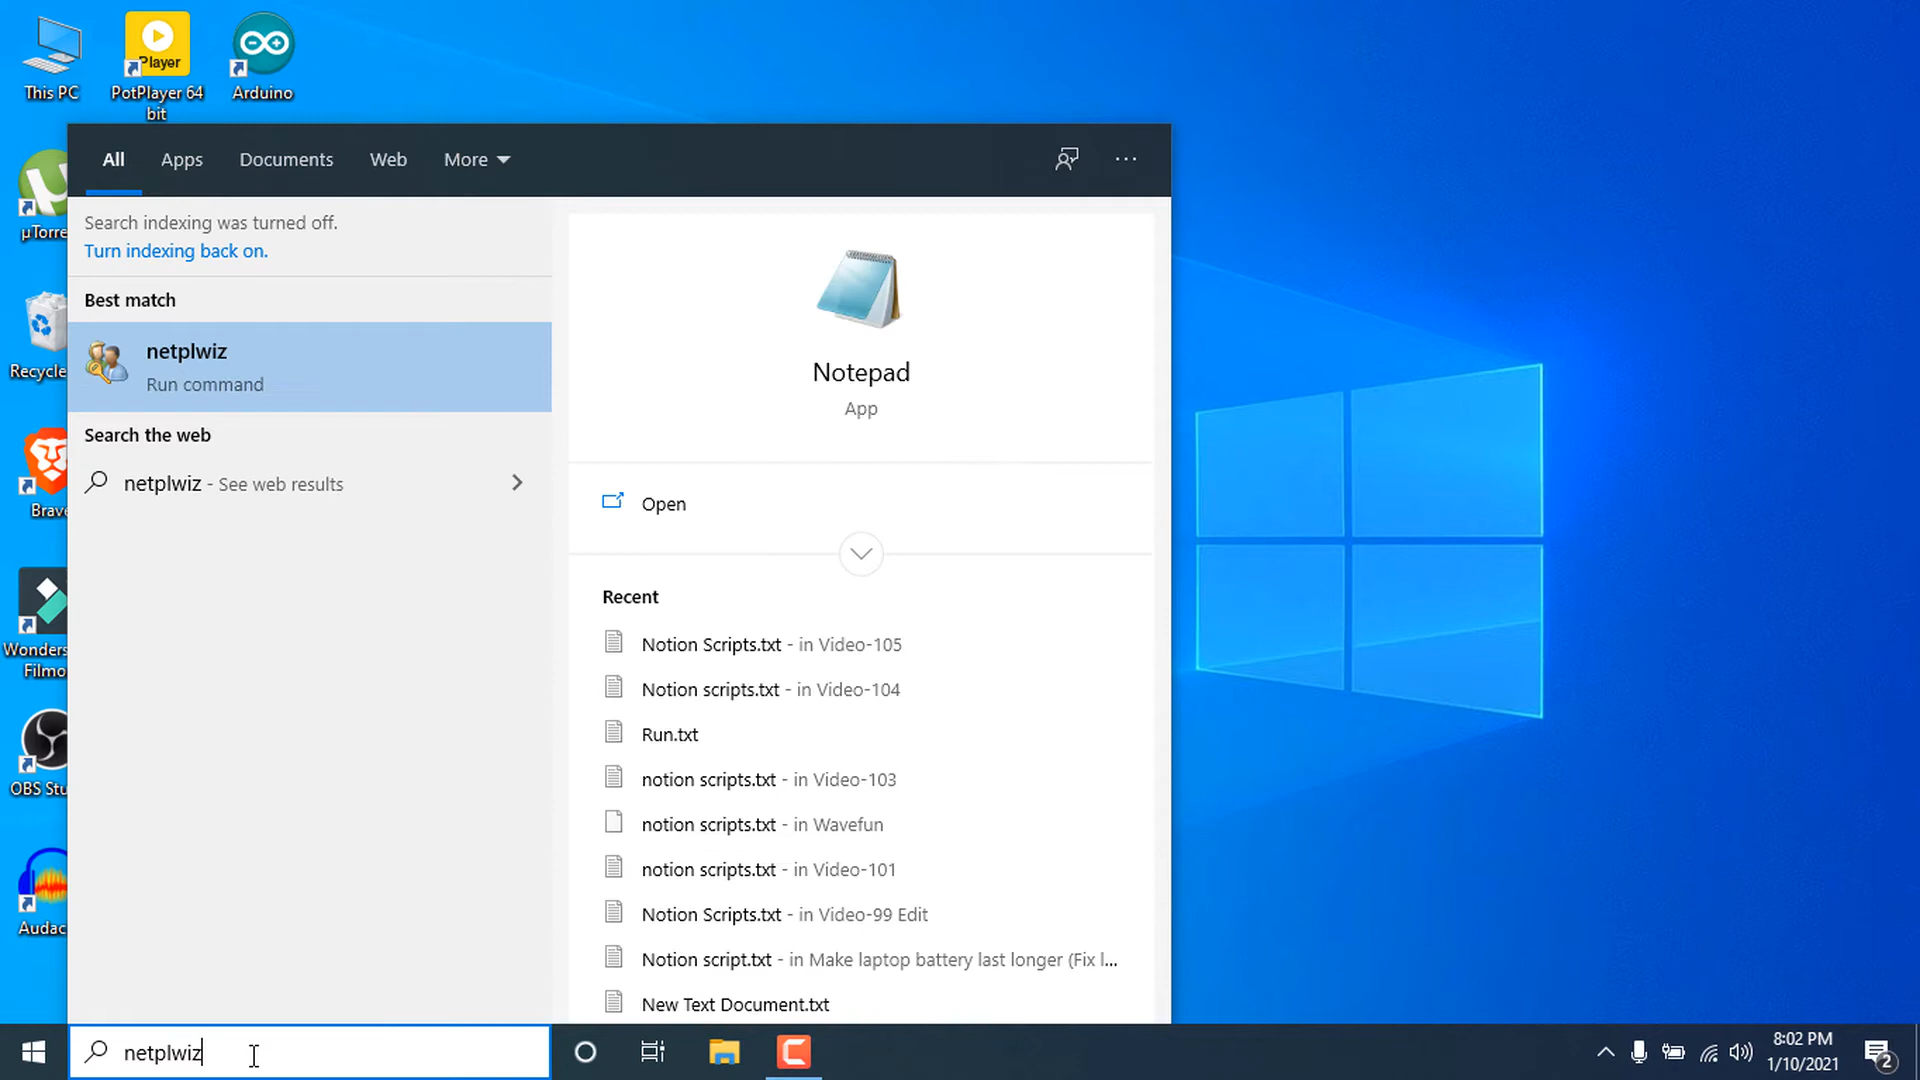 This PC
Player
PotPlayer 64
bit
Arduino
µTorre
Recycle
Brave
Wonders
Filmo
OBS Stu
Audac
All
Apps
Documents
Web
More
Search indexing was turned off.
Turn indexing back on.
Best match
netplwiz
Run command
Search the web
netplwiz - See web results
Notepad
App
Open
Recent
Notion Scripts.txt - in Video-105
Notion scripts.txt - in Video-104
Run.txt
notion scripts.txt - in Video-103
notion scripts.txt - in Wavefun
notion scripts.txt - in Video-101
Notion Scripts.txt - in Video-99 Edit
Notion script.txt - in Make laptop battery last longer (Fix l...
New Text Document.txt
netplwiz
8:02 PM
1/10/2021
2